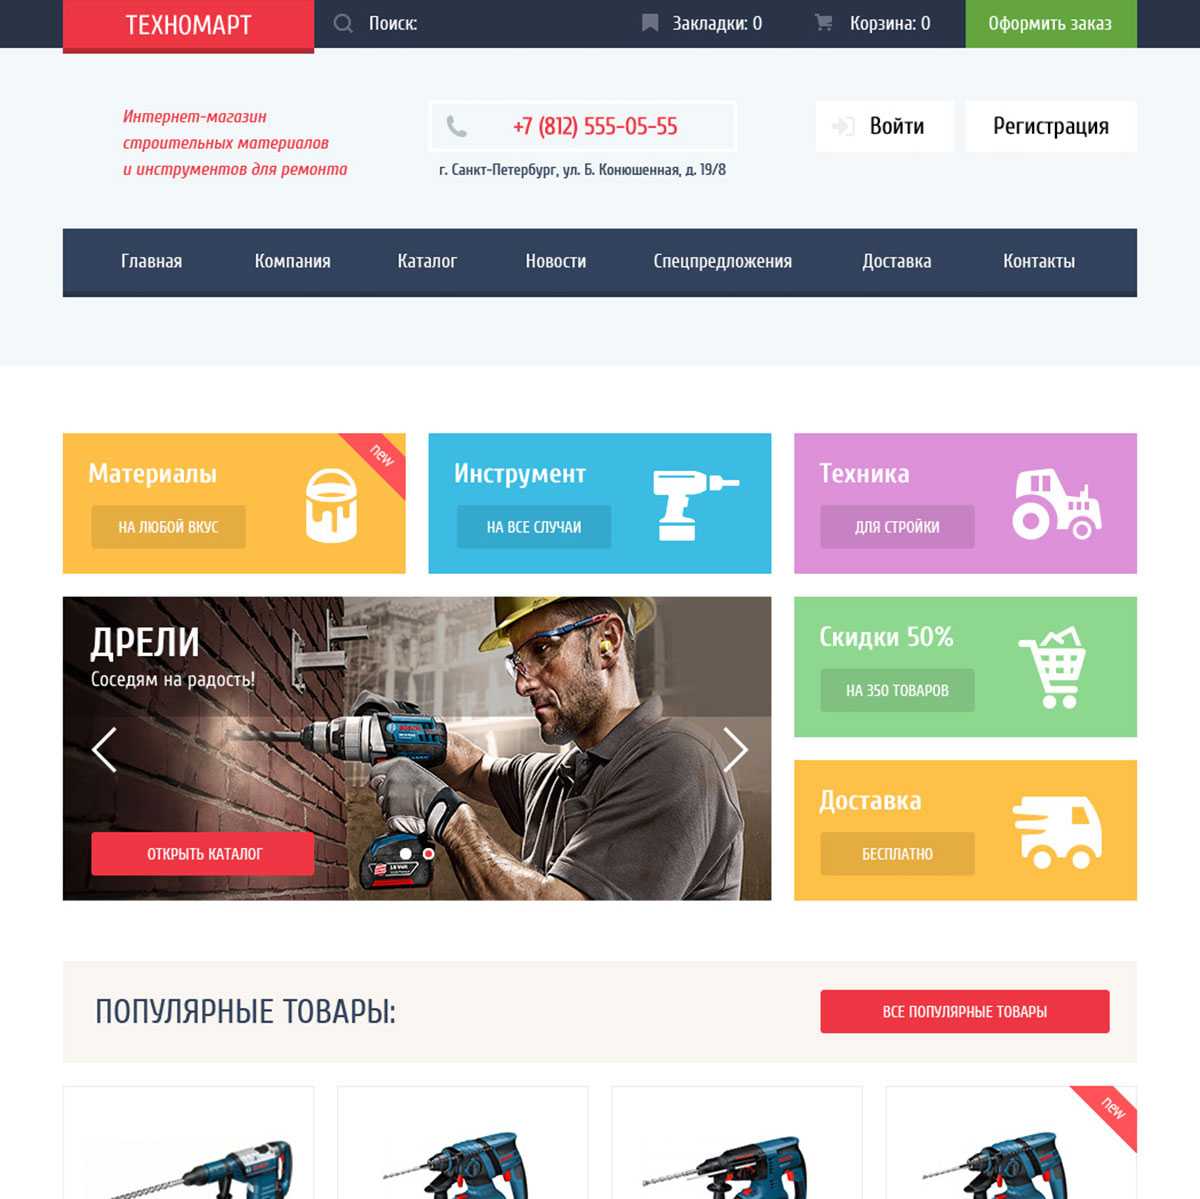 ТЕХНОМАРТ
Поиск:
Закладки: 0
Корзина: 0
Оформить заказ
Интернет-магазин
строительных материалов
и инструментов для ремонта
+7 (812) 555-05-55
г. Санкт-Петербург, ул. Б. Конюшенная, д. 19/8
Войти
Регистрация
Главная
Компания
Каталог
Новости
Спецпредложения
Доставка
Контакты
Материалы
НА ЛЮБОЙ ВКУС
new
Инструмент
НА ВСЕ СЛУЧАИ
Техника
ДЛЯ СТРОЙКИ
ДРЕЛИ
Соседям на радость!
ОТКРЫТЬ КАТАЛОГ
Скидки 50%
НА 350 ТОВАРОВ
Доставка
БЕСПЛАТНО
ПОПУЛЯРНЫЕ ТОВАРЫ:
ВСЕ ПОПУЛЯРНЫЕ ТОВАРЫ
new